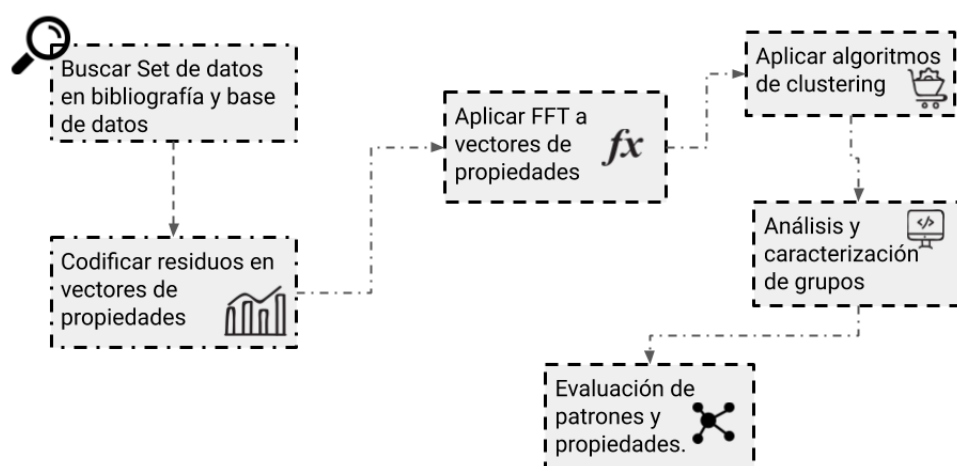 Buscar Set de datos
en bibliografía y base
de datos
Codificar residuos en
vectores de
propiedades
Aplicar FFT a
vectores de
propiedades
fx
Aplicar algoritmos
de clustering
</>
Análisis y
caracterización
de grupos
Evaluación de
patrones y
propiedades.